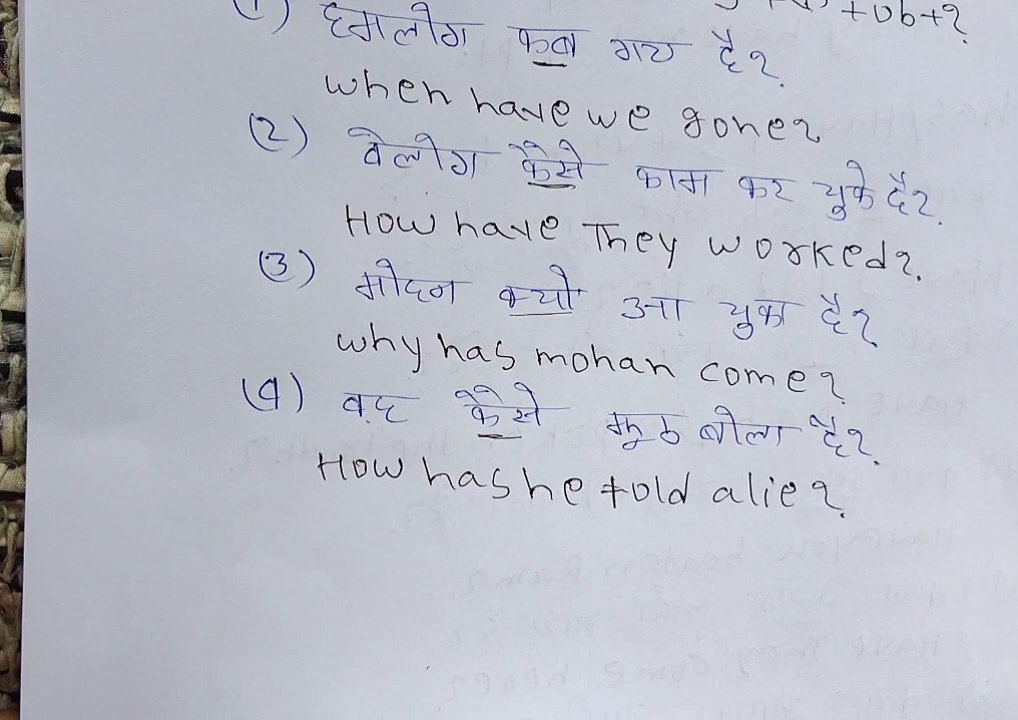 (1) हमलोग कब गए है?
When have we gone?
(2) वेलोग कैसे काम कर चुके है?
How have They worked?
(3) मोहन क्यो आ चुका है?
why has mohan come?
(4) वह कैसे झूठ बोला है?
How has he told a lie?